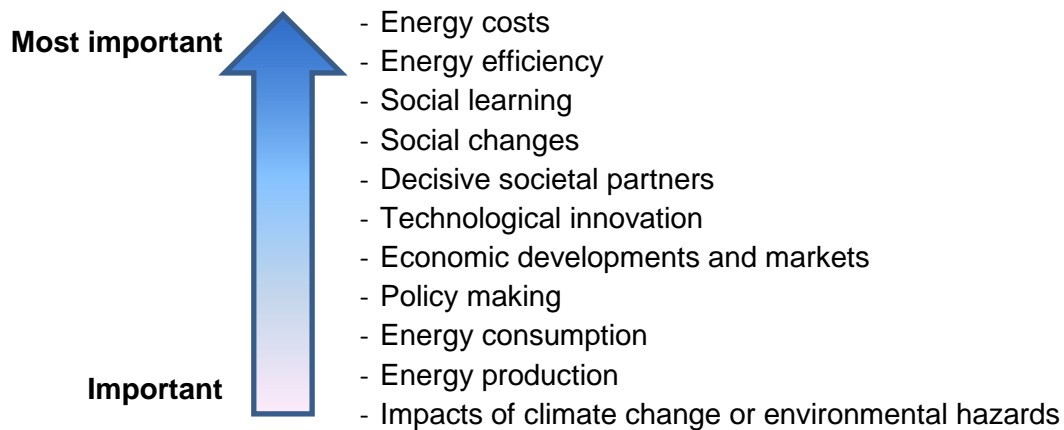 Most important
- Energy costs
- Energy efficiency
- Social learning
- Social changes
- Decisive societal partners
- Technological innovation
- Economic developments and markets
- Policy making
- Energy consumption
- Energy production
Important
- Impacts of climate change or environmental hazards